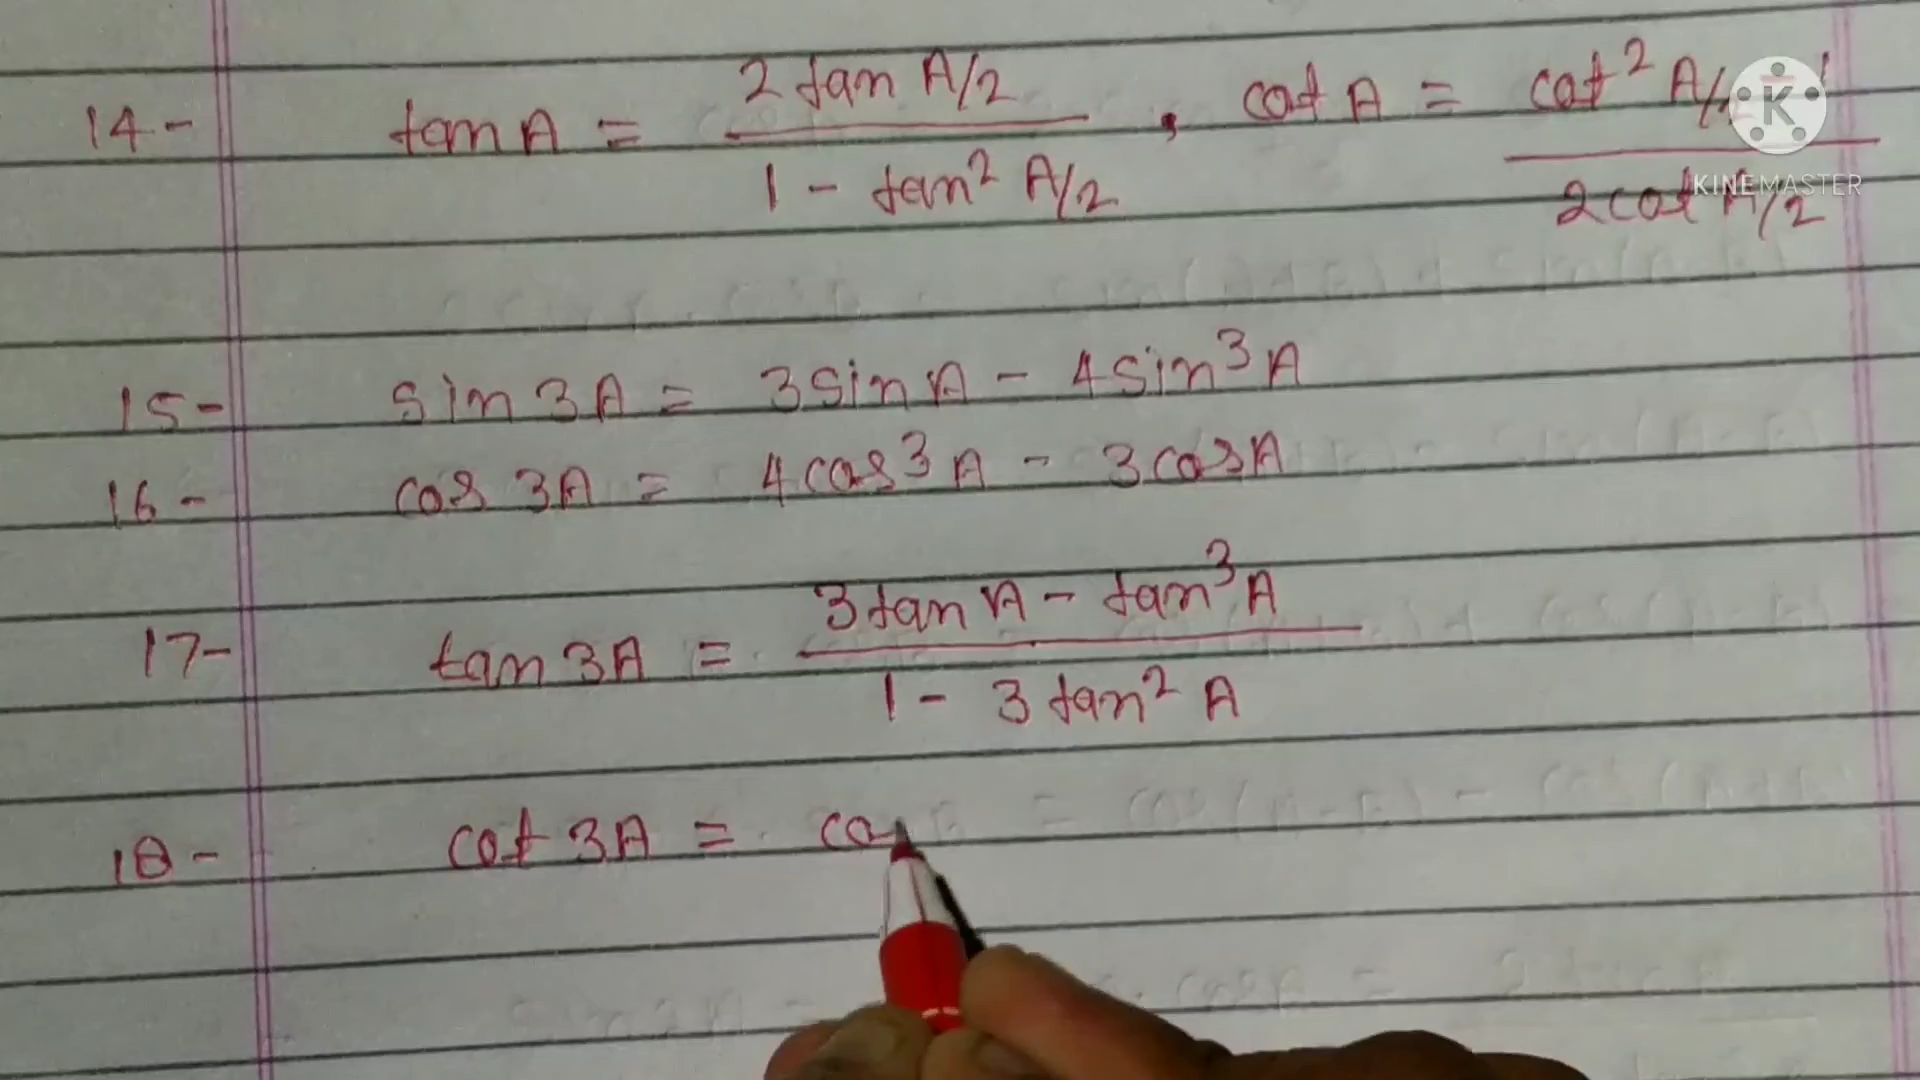 14- tan A = 2 tan A/2 / 1 - tan² A/2 , cot A = cot² A/2 - 1 / 2 cot A/2
K
KINEMASTER
15- sin 3A = 3 sin A - 4 sin³ A
16- cos 3A = 4 cos³ A - 3 cos A
17- tan 3A = 3 tan A - tan³ A / 1 - 3 tan² A
18- cot 3A = co